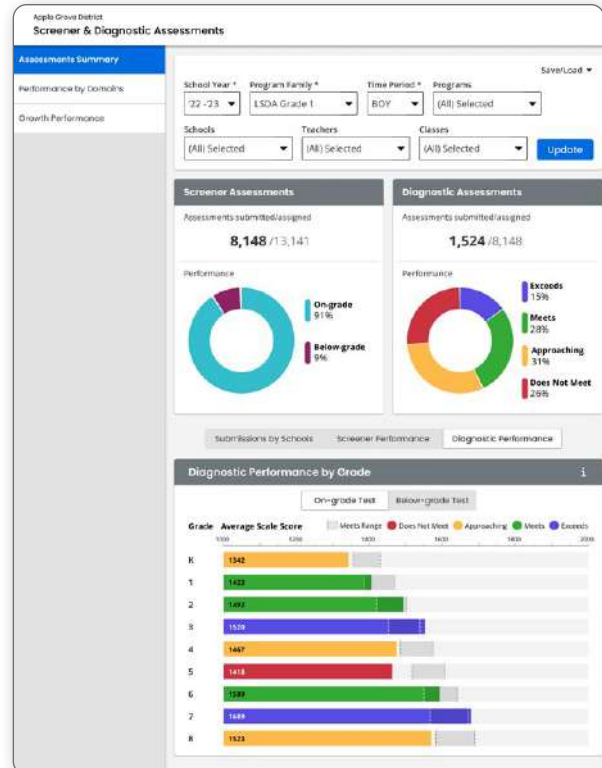 Apple Grove District
Screener & Diagnostic Assessments
Assessments Summary
Performance by Domains
Growth Performance
Save/Load
School Year * Program Family * Time Period * Programs
'22 -'23 LSDA Grade 1 BOY (All) Selected
Schools Teachers Classes
(All) Selected (All) Selected (All) Selected Update
Screener Assessments
Assessments submitted/assigned
8,148 /13,141
Performance
On-grade
91%
Below-grade
9%
Diagnostic Assessments
Assessments submitted/assigned
1,524 /8,148
Performance
Exceeds
15%
Meets
28%
Approaching
31%
Does Not Meet
26%
Submissions by Schools Screener Performance Diagnostic Performance
Diagnostic Performance by Grade i
On-grade Test Below-grade Test
Grade Average Scale Score Meets Range Does Not Meet Approaching Meets Exceeds
1000 1200 1400 1600 1800 2000
K 1342
1
2
3
4 1467
5
6
7
8 1523